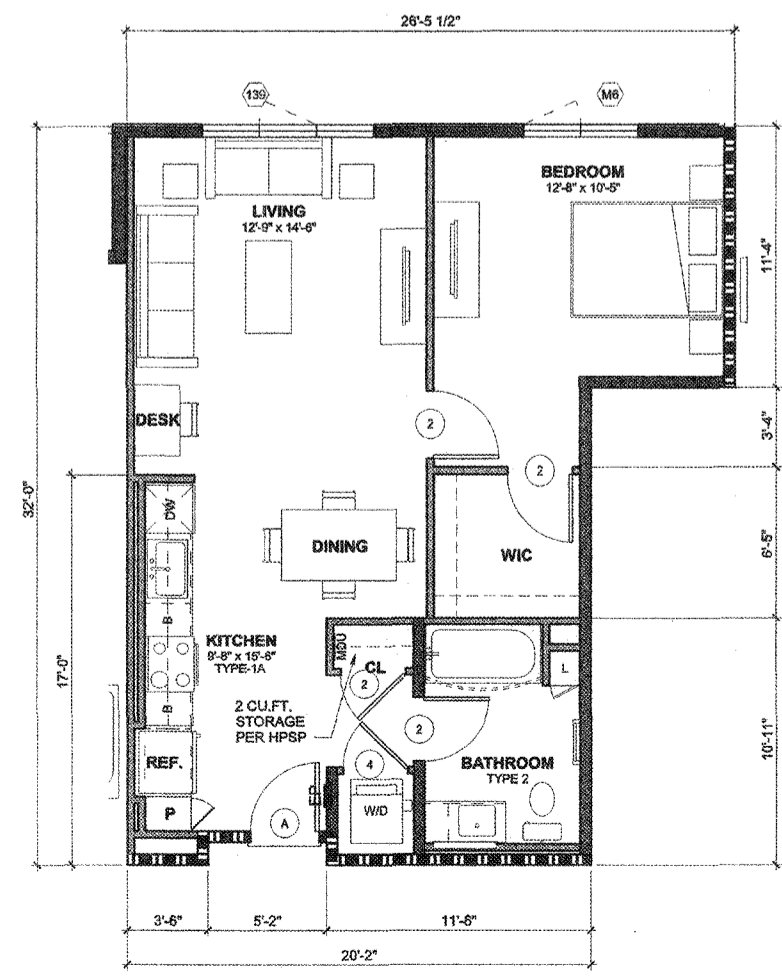 26'-5 1/2"
139
M6
BEDROOM
12'-8" x 10'-5"
LIVING
12'-9" x 14'-6"
11'-4"
DESK
2
3'-4"
2
32'-0"
DW
DINING
WIC
6'-5"
B
KITCHEN
9'-8" x 15'-6"
TYPE-1A
MDU
CL
L
17'-0"
2
B
2 CU.FT.
STORAGE
PER HPSP
2
10'-11"
REF.
4
BATHROOM
TYPE 2
EP
P
A
W/D
3'-6"
5'-2"
11'-6"
20'-2"